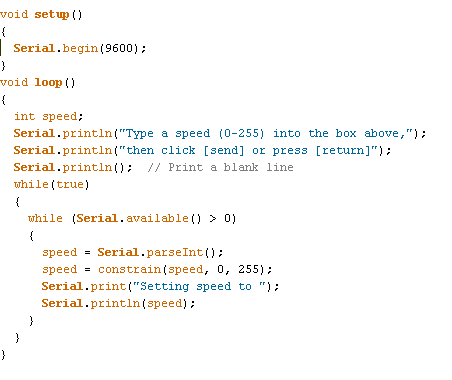 void setup()
{
  Serial.begin(9600);
}
void loop()
{
  int speed;
  Serial.println("Type a speed (0-255) into the box above,");
  Serial.println("then click [send] or press [return]");
  Serial.println();  // Print a blank line
  while(true)
  {
    while (Serial.available() > 0)
    {
      speed = Serial.parseInt();
      speed = constrain(speed, 0, 255);
      Serial.print("Setting speed to ");
      Serial.println(speed);
    }
  }
}